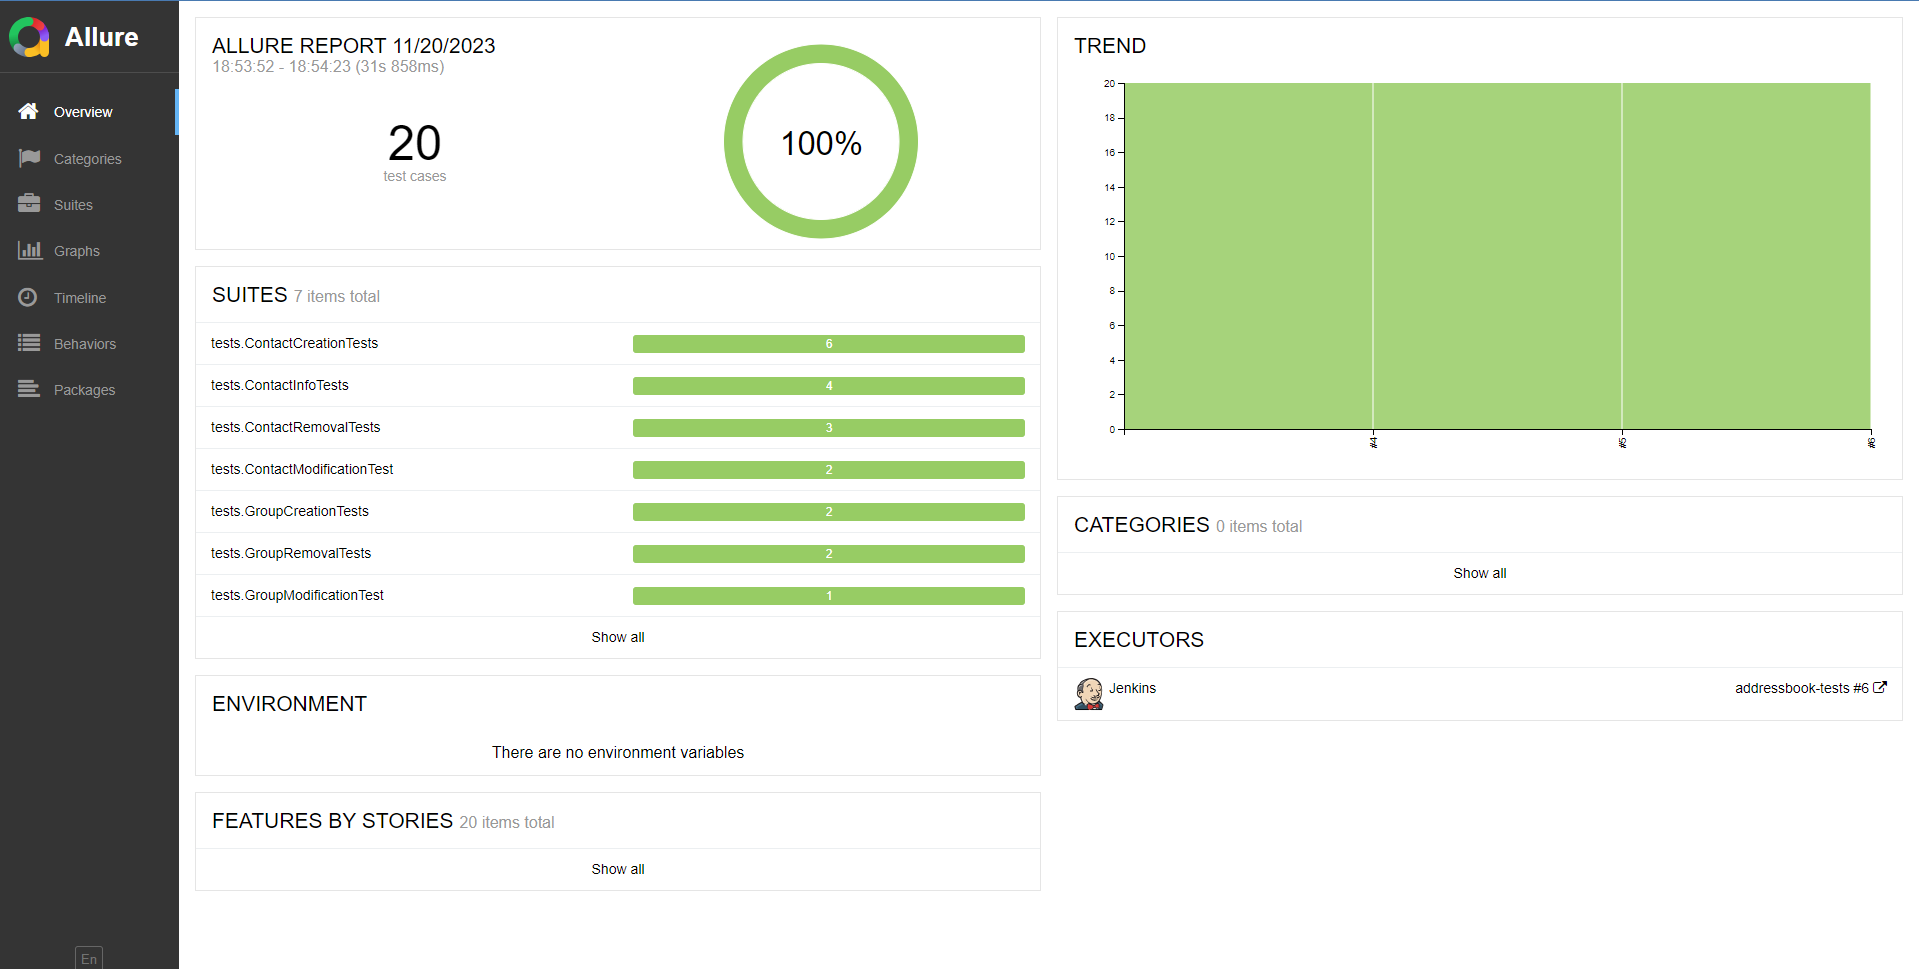 Allure
Overview
Categories
Suites
Graphs
Timeline
Behaviors
Packages
En
ALLURE REPORT 11/20/2023
18:53:52 - 18:54:23 (31s 858ms)
20
test cases
100%
SUITES 7 items total
tests.ContactCreationTests 6
tests.ContactInfoTests 4
tests.ContactRemovalTests 3
tests.ContactModificationTest 2
tests.GroupCreationTests 2
tests.GroupRemovalTests 2
tests.GroupModificationTest 1
Show all
ENVIRONMENT
There are no environment variables
FEATURES BY STORIES 20 items total
Show all
TREND
20
18
16
14
12
10
8
6
4
2
0
#4 #5 #6
CATEGORIES 0 items total
Show all
EXECUTORS
Jenkins addressbook-tests #6